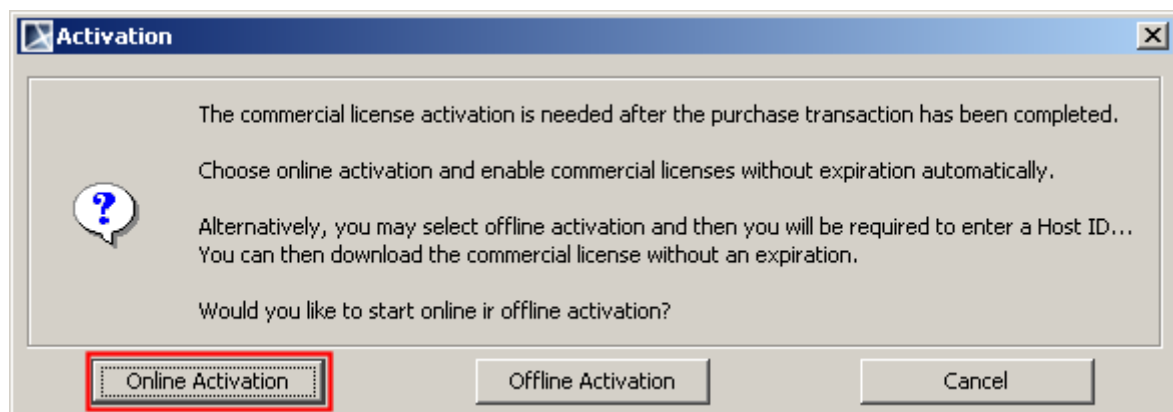 Activation
The commercial license activation is needed after the purchase transaction has been completed.
Choose online activation and enable commercial licenses without expiration automatically.
Alternatively, you may select offline activation and then you will be required to enter a Host ID...
You can then download the commercial license without an expiration.
Would you like to start online ir offline activation?
Online Activation Offline Activation Cancel